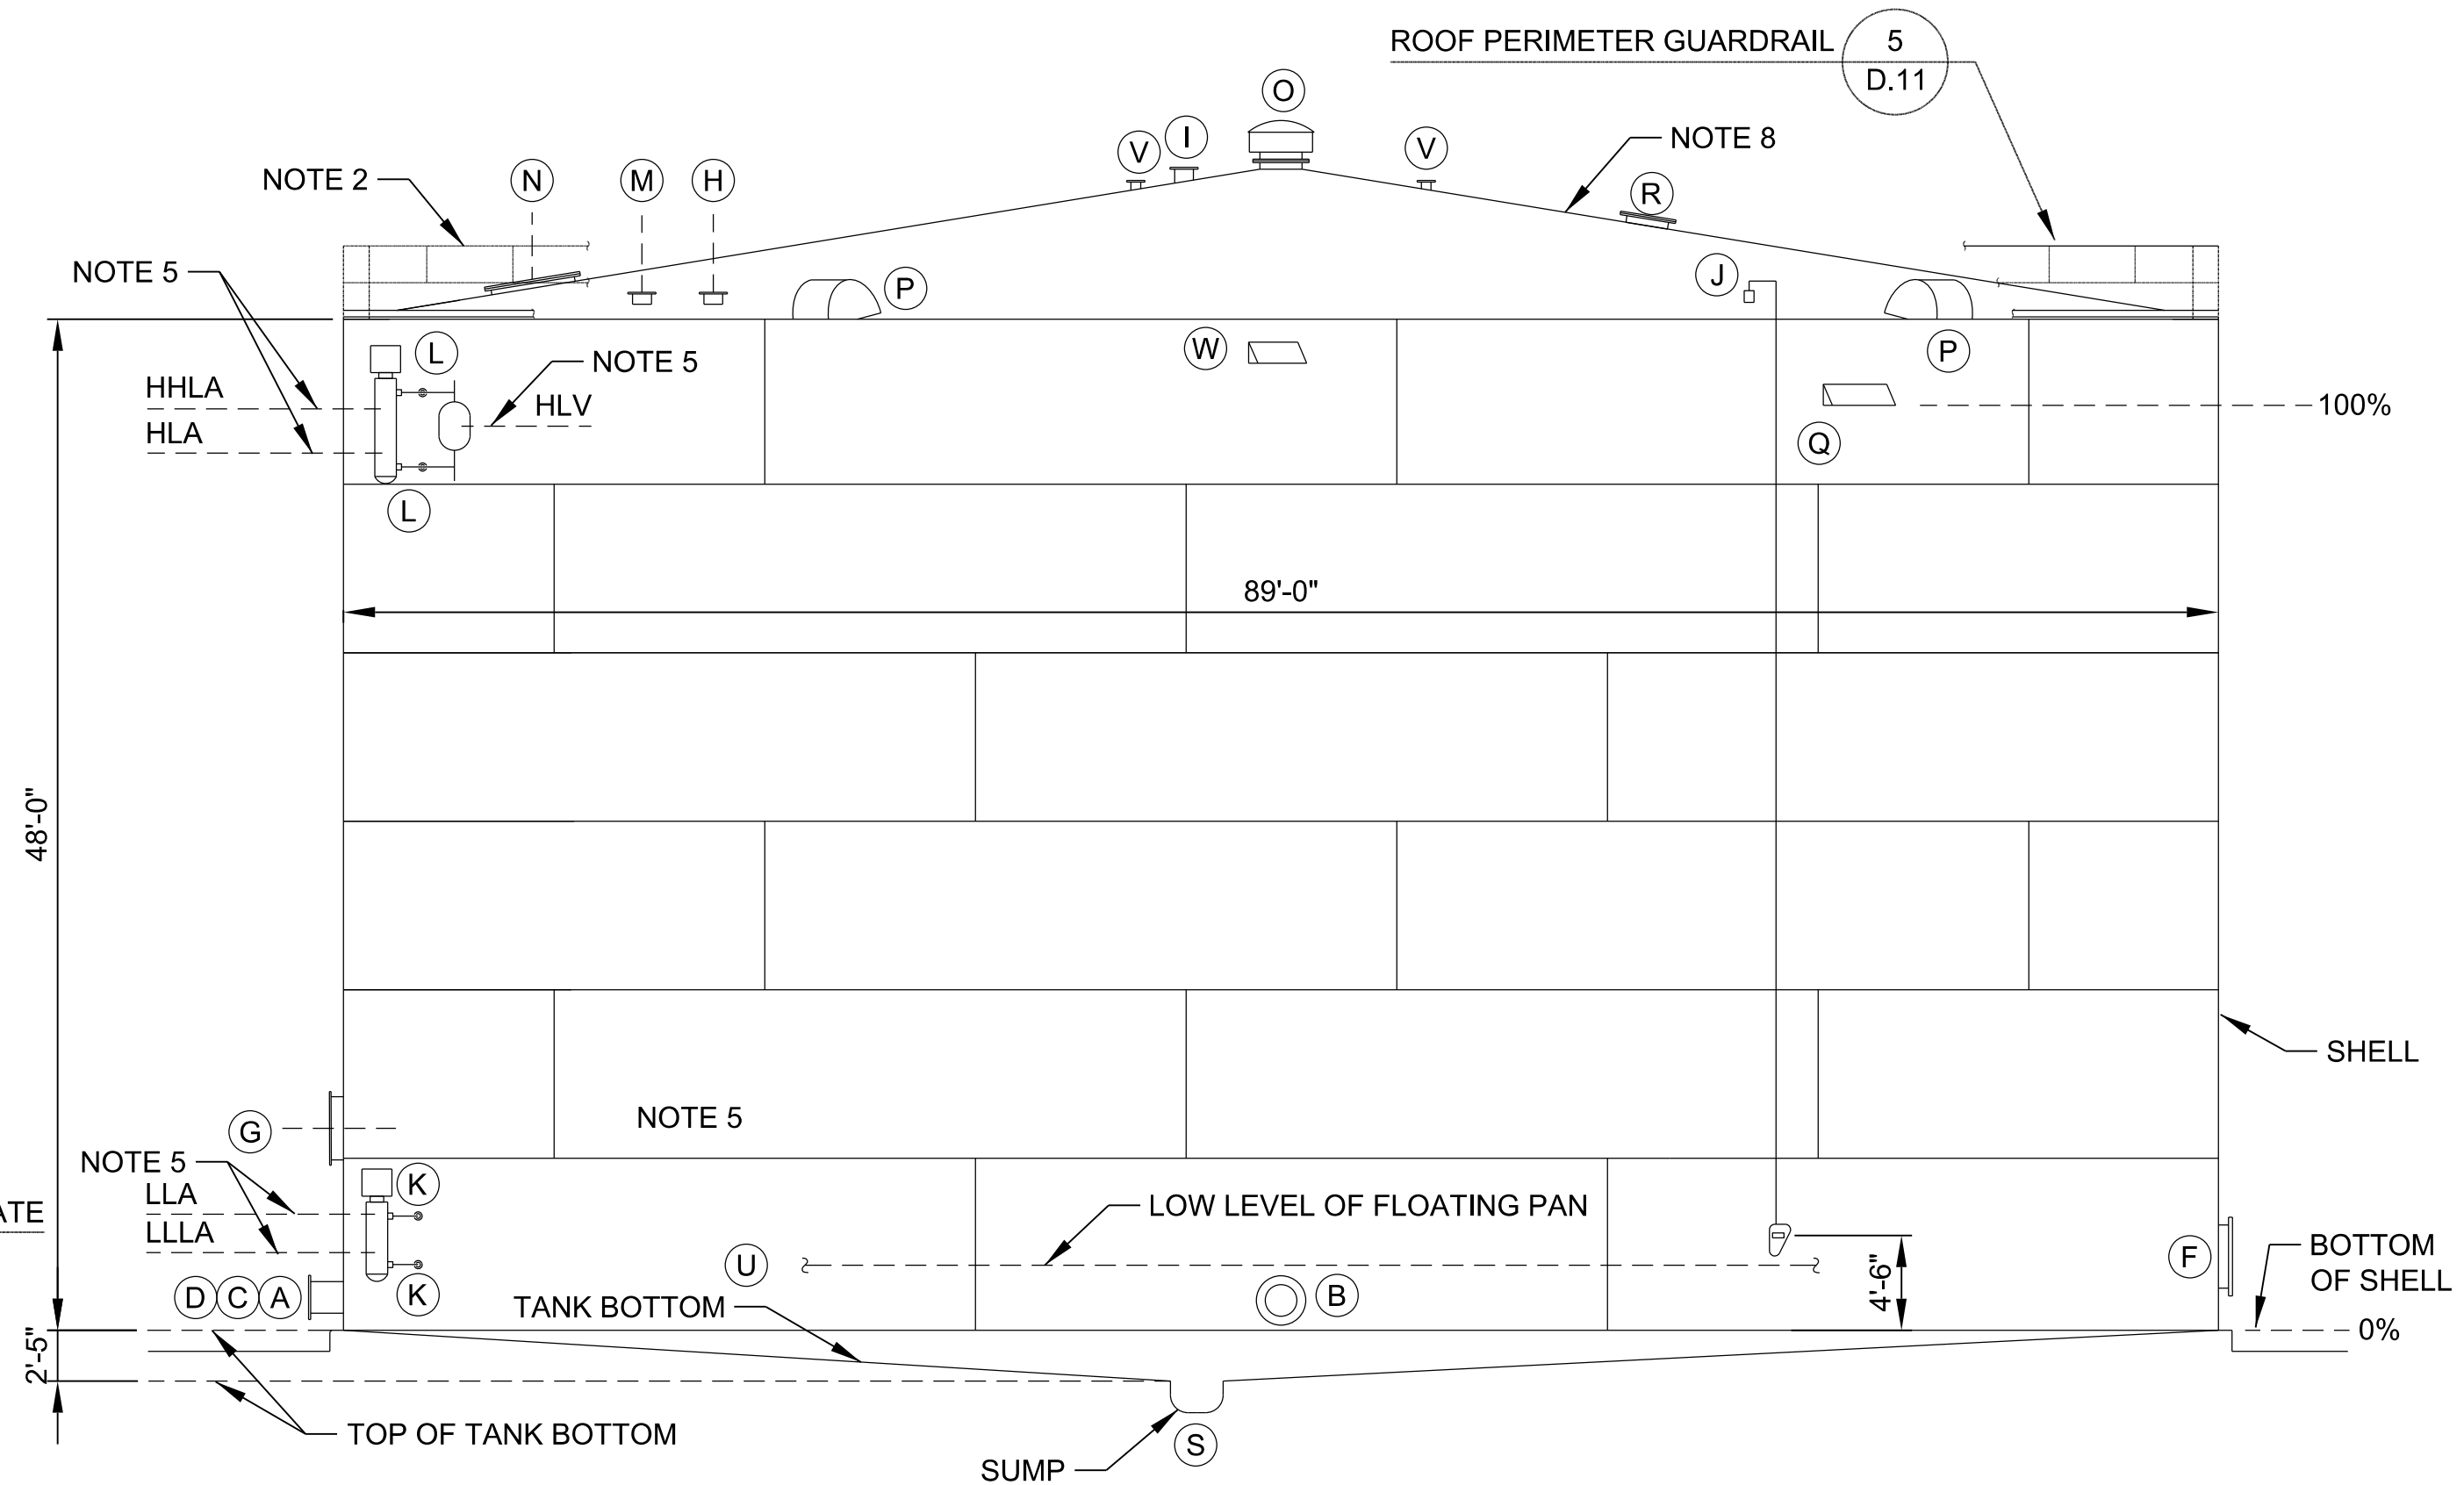 ROOF PERIMETER GUARDRAIL
5
D.11
O
I
V
V
NOTE 8
NOTE 2
N
M
H
R
NOTE 5
P
J
L
W
P
NOTE 5
HHLA
HLV
100%
HLA
Q
L
89'-0"
48'-0"
SHELL
G
NOTE 5
NOTE 5
K
LLA
LOW LEVEL OF FLOATING PAN
ATE
LLLA
U
F
BOTTOM
OF SHELL
D
C
A
K
B
4'-6"
TANK BOTTOM
0%
2'-5"
TOP OF TANK BOTTOM
S
SUMP